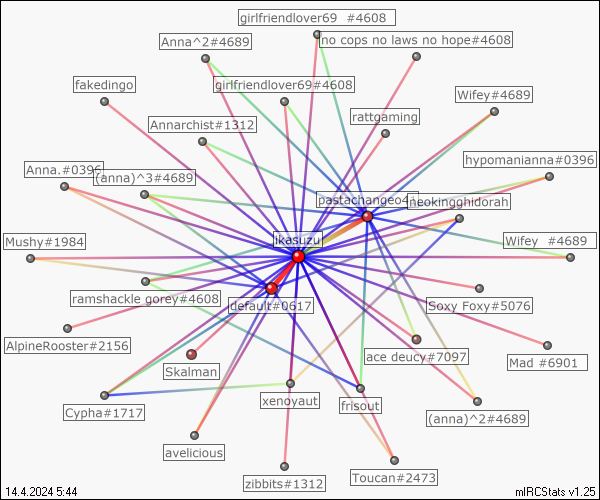 girlfriendlover69 #4608
Anna^2#4689
no cops no laws no hope#4608
fakedingo
girlfriendlover69#4608
Wifey#4689
rattgaming
Annarchist#1312
hypomanianna#0396
Anna.#0396
(anna)^3#4689
pastachangeo4
neokingghidorah
ikasuzu
Mushy#1984
Wifey #4689
ramshackle gorey#4608
default#0617
Soxy Foxy#5076
AlpineRooster#2156
ace deucy#7097
Mad #6901
Skalman
xenoyaut
frisout
Cypha#1717
(anna)^2#4689
avelicious
zibbits#1312
Toucan#2473
14.4.2024 5:44
mIRCStats v1.25